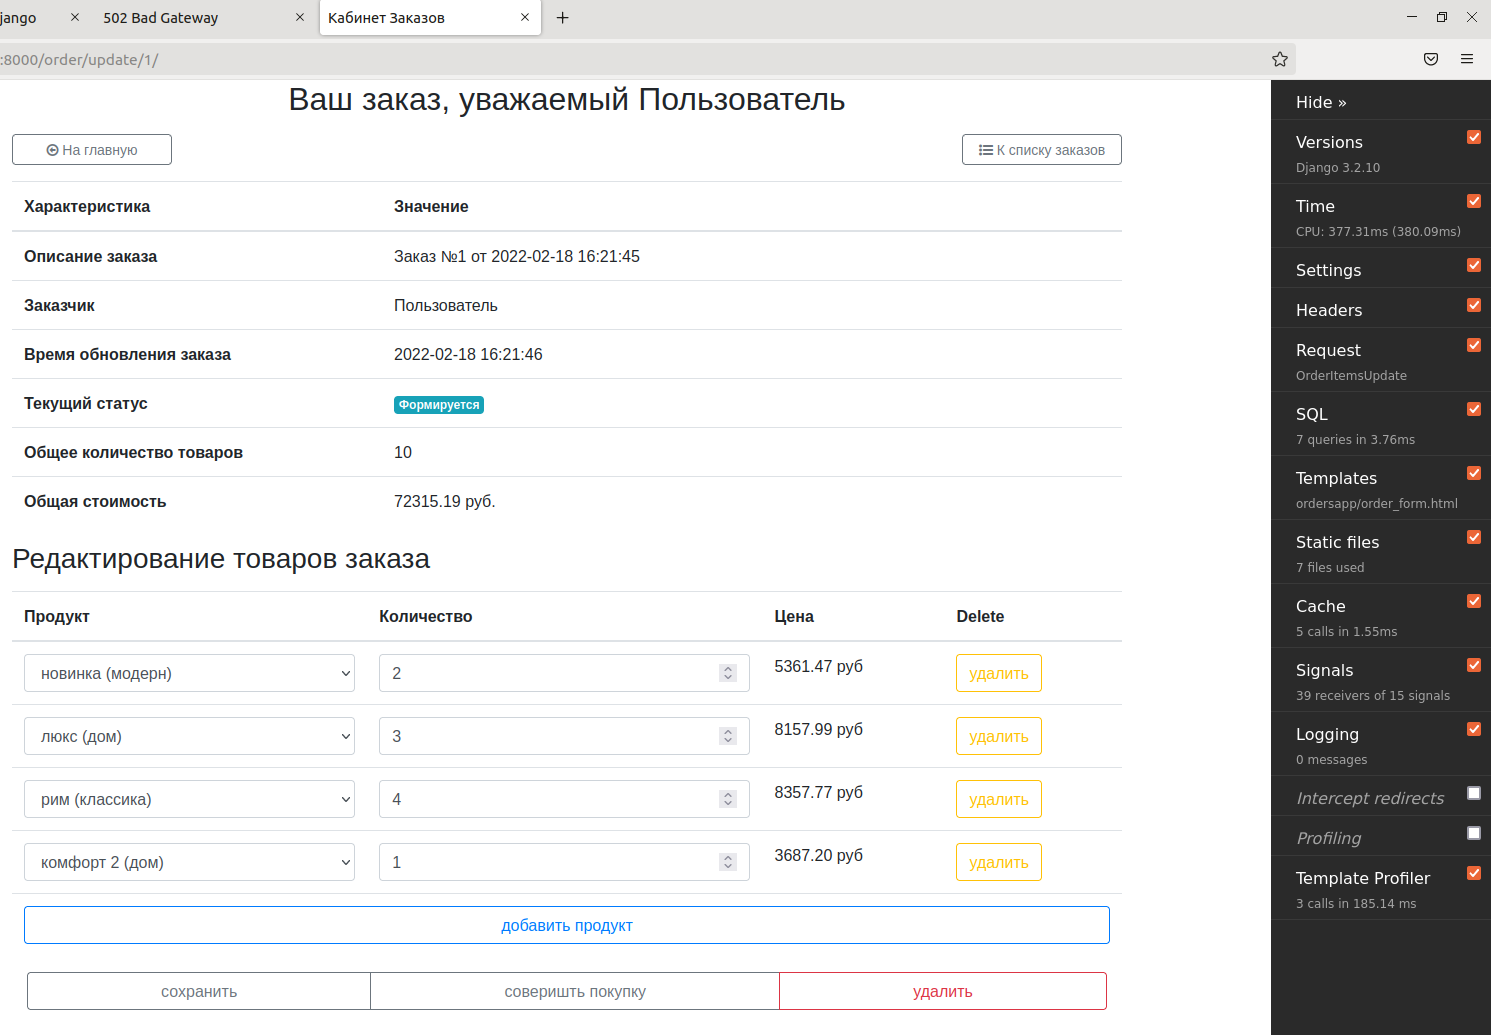 jango
502 Bad Gateway
Кабинет Заказов
:8000/order/update/1/
Ваш заказ, уважаемый Пользователь
На главную
К списку заказов
Характеристика Значение
Описание заказа Заказ №1 от 2022-02-18 16:21:45
Заказчик Пользователь
Время обновления заказа 2022-02-18 16:21:46
Текущий статус Формируется
Общее количество товаров 10
Общая стоимость 72315.19 руб.
Редактирование товаров заказа
Продукт Количество Цена Delete
новинка (модерн) 2 5361.47 руб удалить
люкс (дом) 3 8157.99 руб удалить
рим (классика) 4 8357.77 руб удалить
комфорт 2 (дом) 1 3687.20 руб удалить
добавить продукт
сохранить соверишть покупку удалить
Hide »
Versions
Django 3.2.10
Time
CPU: 377.31ms (380.09ms)
Settings
Headers
Request
OrderItemsUpdate
SQL
7 queries in 3.76ms
Templates
ordersapp/order_form.html
Static files
7 files used
Cache
5 calls in 1.55ms
Signals
39 receivers of 15 signals
Logging
0 messages
Intercept redirects
Profiling
Template Profiler
3 calls in 185.14 ms